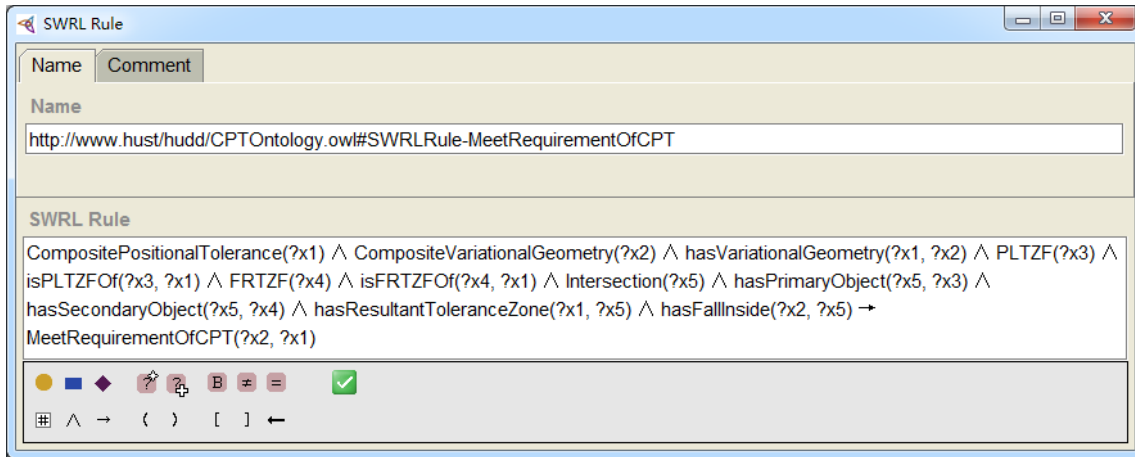 SWRL Rule
Name Comment
Name
http://www.hust/hudd/CPTOntology.owl#SWRLRule-MeetRequirementOfCPT
SWRL Rule
CompositePositionalTolerance(?x1) ∧ CompositeVariationalGeometry(?x2) ∧ hasVariationalGeometry(?x1, ?x2) ∧ PLTZF(?x3) ∧
isPLTZFOf(?x3, ?x1) ∧ FRTZF(?x4) ∧ isFRTZFOf(?x4, ?x1) ∧ Intersection(?x5) ∧ hasPrimaryObject(?x5, ?x3) ∧
hasSecondaryObject(?x5, ?x4) ∧ hasResultantToleranceZone(?x1, ?x5) ∧ hasFallInside(?x2, ?x5) →
MeetRequirementOfCPT(?x2, ?x1)
? ? B ≠ =
# ∧ → ( ) [ ] ←